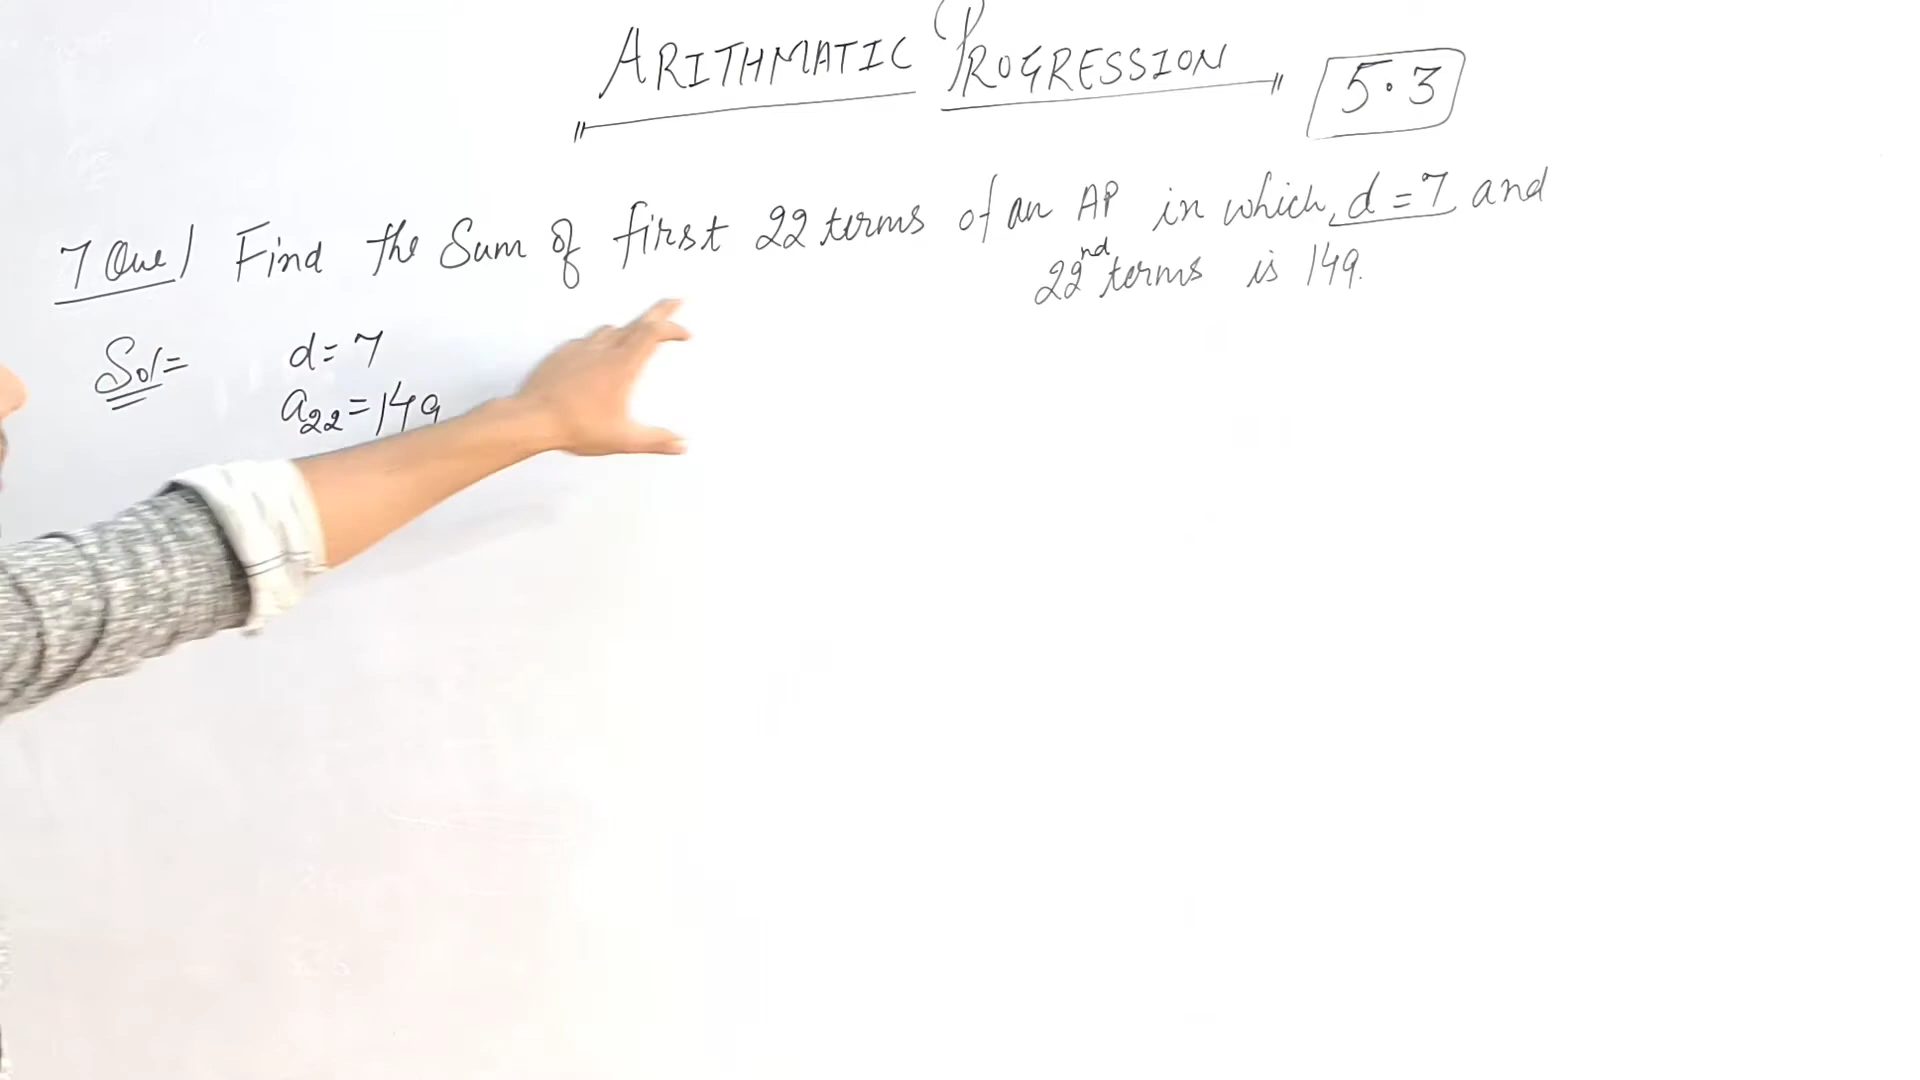 ARITHMATIC PROGRESSION 5.3
7 Que) Find the Sum of first 22 terms of an AP in which, d = 7 and
22nd terms is 149.
Sol= d= 7
a22=149